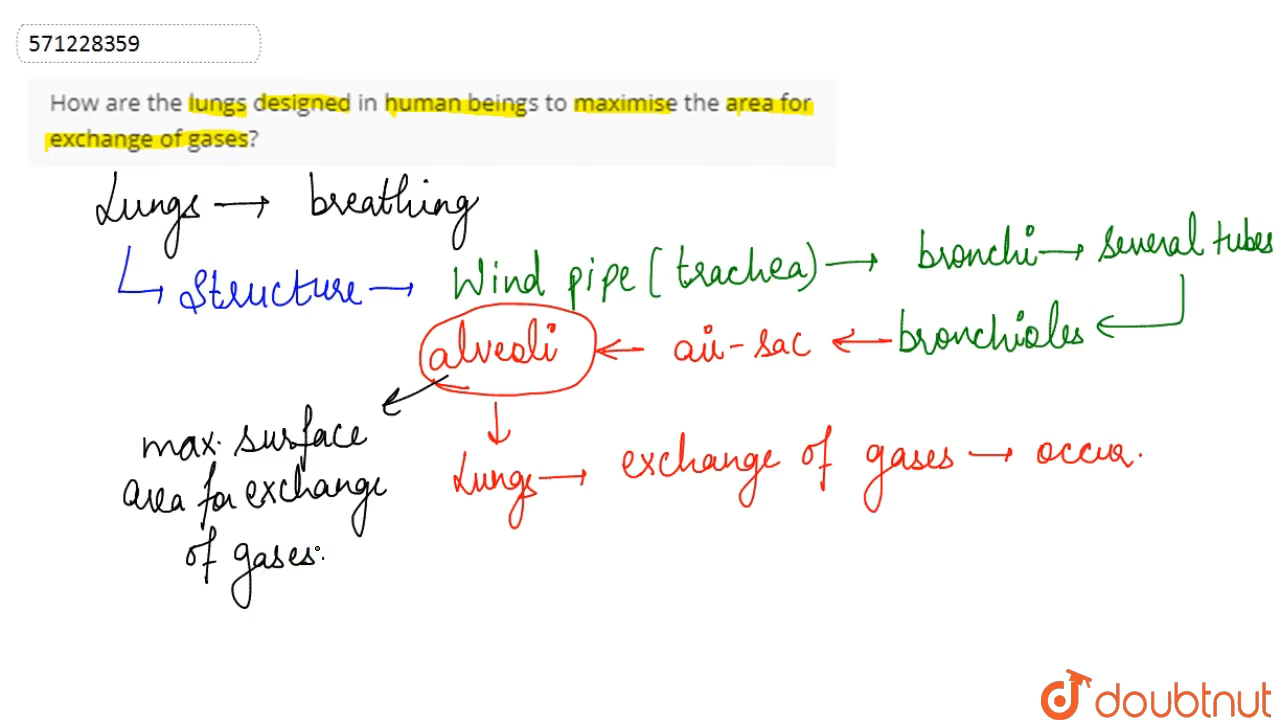 571228359
How are the lungs designed in human beings to maximise the area for
exchange of gases?
Lungs → breathing
↳ Structure → Wind pipe (trachea) → bronchi → several tubes
alveoli ← air-sac ← bronchioles
max. surface
area for exchange
of gases.
Lungs → exchange of gases → occur.
doubtnut